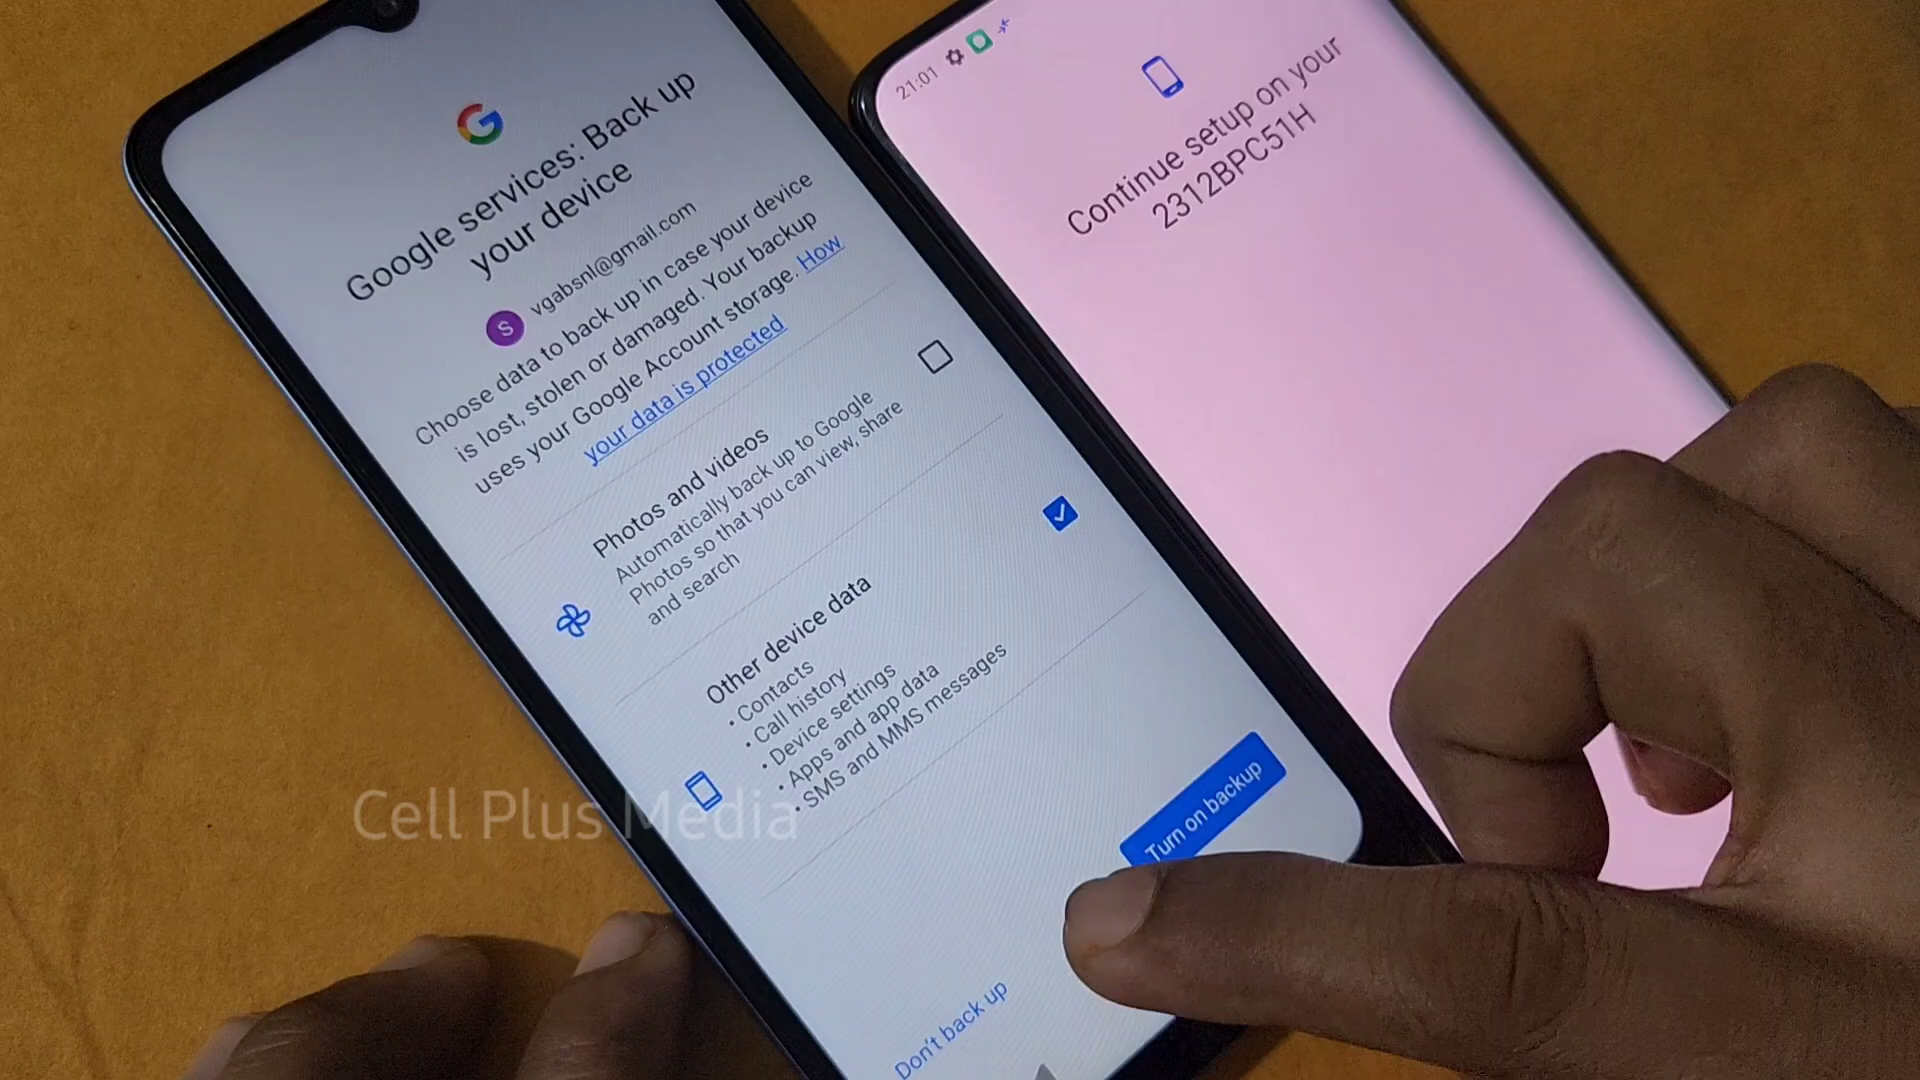 Google services: Back up
your device
S
vgabsnl@gmail.com
Choose data to back up in case your device
is lost, stolen or damaged. Your backup
uses your Google Account storage. How
your data is protected
Photos and videos
Automatically back up to Google
Photos so that you can view, share
and search
Other device data
• Contacts
• Call history
• Device settings
• Apps and app data
• SMS and MMS messages
Turn on backup
Don't back up
21:01
Continue setup on your
2312BPC51H
Cell Plus Media